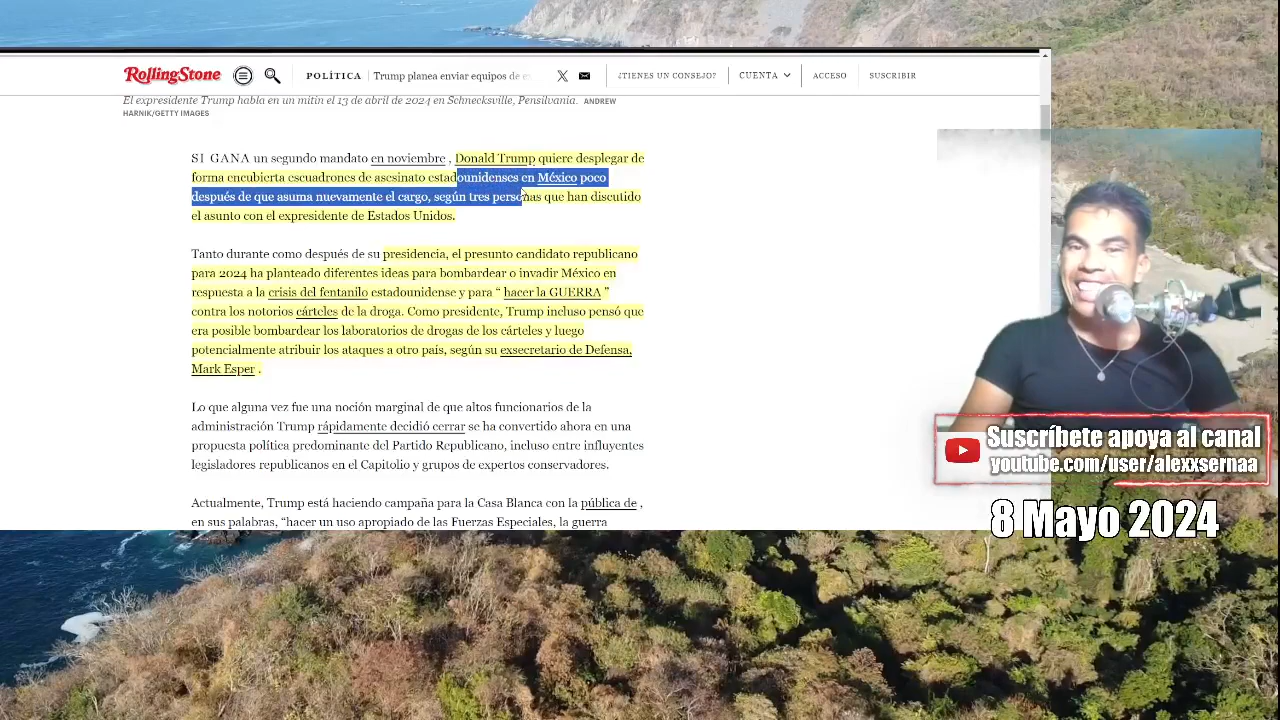 RollingStone
POLÍTICA
Trump planea enviar equipos de
¿TIENES UN CONSEJO?
CUENTA
ACCESO
SUSCRIBIR
El expresidente Trump habla en un mitin el 13 de abril de 2024 en Schnecksville, Pensilvania. ANDREW
HARNIK/GETTY IMAGES
SI GANA un segundo mandato en noviembre , Donald Trump quiere desplegar de
forma encubierta escuadrones de asesinato estadounidenses en México poco
después de que asuma nuevamente el cargo, según tres personas que han discutido
el asunto con el expresidente de Estados Unidos.
Tanto durante como después de su presidencia, el presunto candidato republicano
para 2024 ha planteado diferentes ideas para bombardear o invadir México en
respuesta a la crisis del fentanilo estadounidense y para “ hacer la GUERRA ”
contra los notorios cárteles de la droga. Como presidente, Trump incluso pensó que
era posible bombardear los laboratorios de drogas de los cárteles y luego
potencialmente atribuir los ataques a otro país, según su exsecretario de Defensa,
Mark Esper .
Lo que alguna vez fue una noción marginal de que altos funcionarios de la
administración Trump rápidamente decidió cerrar se ha convertido ahora en una
propuesta política predominante del Partido Republicano, incluso entre influyentes
legisladores republicanos en el Capitolio y grupos de expertos conservadores.
Actualmente, Trump está haciendo campaña para la Casa Blanca con la pública de ,
en sus palabras, “hacer un uso apropiado de las Fuerzas Especiales, la guerra
Suscríbete apoya al canal
youtube.com/user/alexxsernaa
8 Mayo 2024